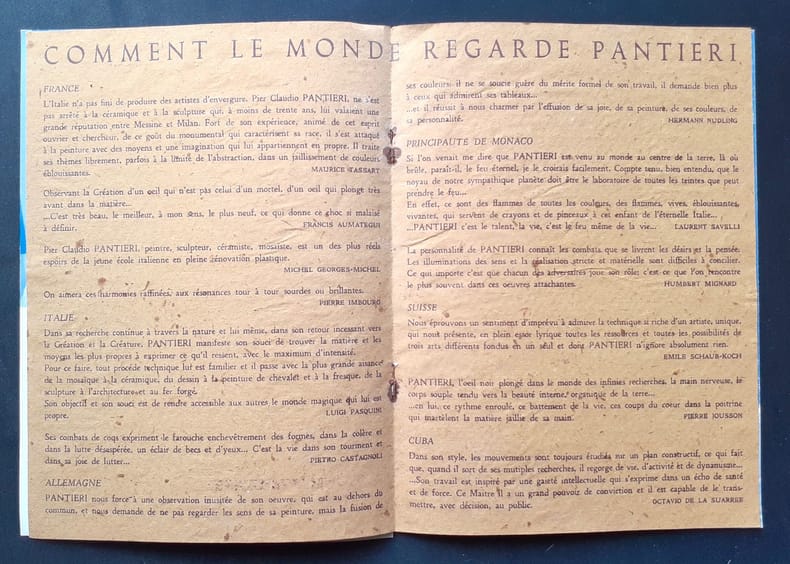 COMMENT LE MONDE REGARDE PANTIERI
FRANCE
L'Italie n'a pas fini de produire des artistes d'envergure. Pier Claudio PANTIERI, ne s'est
pas arrêté à la céramique et à la sculpture qui, à moins de trente ans, lui valaient une
grande réputation entre Messine et Milan. Fort de son expérience, animé de cet esprit
ouvrier et chercheur, de ce goût du monumental qui caractérise sa race, il s'est attaqué
à la peinture avec des moyens et une imagination qui lui appartiennent en propre. Il traite
ses thèmes librement, parfois à la limite de l'abstraction, dans un jaillissement de couleurs
éblouissantes.
MAURICE TASSART
Observant la Création d'un oeil qui n'est pas celui d'un mortel, d'un oeil qui plonge très
avant dans la matière...
...C'est très beau, le meilleur, à mon sens, le plus neuf, ce qui donne ce choc si malaisé
à définir.
FRANCIS AUMATEGUI
Pier Claudio PANTIERI, peintre, sculpteur, céramiste, mosaiste, est un des plus réels
espoirs de la jeune école italienne en pleine rénovation plastique.
MICHEL GEORGES-MICHEL
On aimera ces harmonies raffinées, aux résonances tour à tour sourdes ou brillantes.
PIERRE IMBOURG
ITALIE
Dans sa recherche continue à travers la nature et lui même, dans son retour incessant vers
la Création et la Créature, PANTIERI manifeste son souci de trouver la matière et les
moyens les plus propres à exprimer ce qu'il ressent, avec le maximum d'intensité.
Pour ce faire, tout procédé technique lui est familier et il passe avec la plus grande aisance
de la mosaique à la céramique, du dessin à la peinture de chevalet et à la fresque, de la
sculpture à l'architecture et au fer forgé.
Son objectif et son souci est de rendre accessible aux autres le monde magique qui lui est
propre.
LUIGI PASQUINI
Ses combats de coqs expriment le farouche enchevêtrement des formes, dans la colère et
dans la lutte désespérée, un éclair de becs et d'yeux... C'est la vie dans son tourment et
dans sa joie de lutter...
PIETRO CASTAGNOLI
ALLEMAGNE
PANTIERI nous force à une observation inusitée de son oeuvre, qui est au dehors du
commun, et nous demande de ne pas regarder les sens de sa peinture, mais la fusion de
ses couleurs: il ne se soucie guère du mérite formel de son travail, il demande bien plus
à ceux qui admirent ses tableaux...
...et il réussit à nous charmer par l'effusion de sa joie, de sa peinture, de ses couleurs, de
sa personnalité.
HERMANN NUDLING
PRINCIPAUTE DE MONACO
Si l'on venait me dire que PANTIERI est venu au monde au centre de la terre, là où
brûle, paraît-il, le feu éternel, je le croirais facilement. Compte tenu, bien entendu, que le
noyau de notre sympathique planète doit être le laboratoire de toutes les teintes que peut
prendre le feu...
En effet, ce sont des flammes de toutes les couleurs, des flammes, vives, éblouissantes,
vivantes, qui servent de crayons et de pinceaux à cet enfant de l'éternelle Italie...
...PANTIERI c'est le talent, la vie, c'est le feu même de la vie...
LAURENT SAVELLI
La personnalité de PANTIERI connaît les combats que se livrent les désirs et la pensée.
Les illuminations des sens et la réalisation stricte et matérielle sont difficiles à concilier.
Ce qui importe c'est que chacun des adversaires joue son rôle; c'est ce que l'on rencontre
le plus souvent dans ces oeuvres attachantes.
HUMBERT MIGNARD
SUISSE
Nous éprouvons un sentiment d'imprévu à admirer la technique si riche d'un artiste, unique,
qui nous présente, en plein essor lyrique toutes les ressources et toutes les possibilités de
trois arts différents fondus en un seul et dont PANTIERI n'ignore absolument rien.
EMILE SCHAUB-KOCH
PANTIERI, l'oeil noir plongé dans le monde des infinies recherches, la main nerveuse, le
corps souple tendu vers la beauté interne, organique de la terre...
...en lui, ce rythme enroulé, ce battement de la vie, ces coups du coeur dans la poitrine
qui martèlent la matière jaillie de sa main.
PIERRE JOUSSON
CUBA
Dans son style, les mouvements sont toujours étudiés sur un plan constructif, ce qui fait
que, quand il sort de ses mutiples recherches, il regorge de vie, d'activité et de dynamisme...
...Son travail est inspiré par une gaieté intellectuelle qui s'exprime dans un écho de santé
et de force. Ce Maître il a un grand pouvoir de conviction et il est capable de le trans-
mettre, avec décision, au public.
OCTAVIO DE LA SUARREE